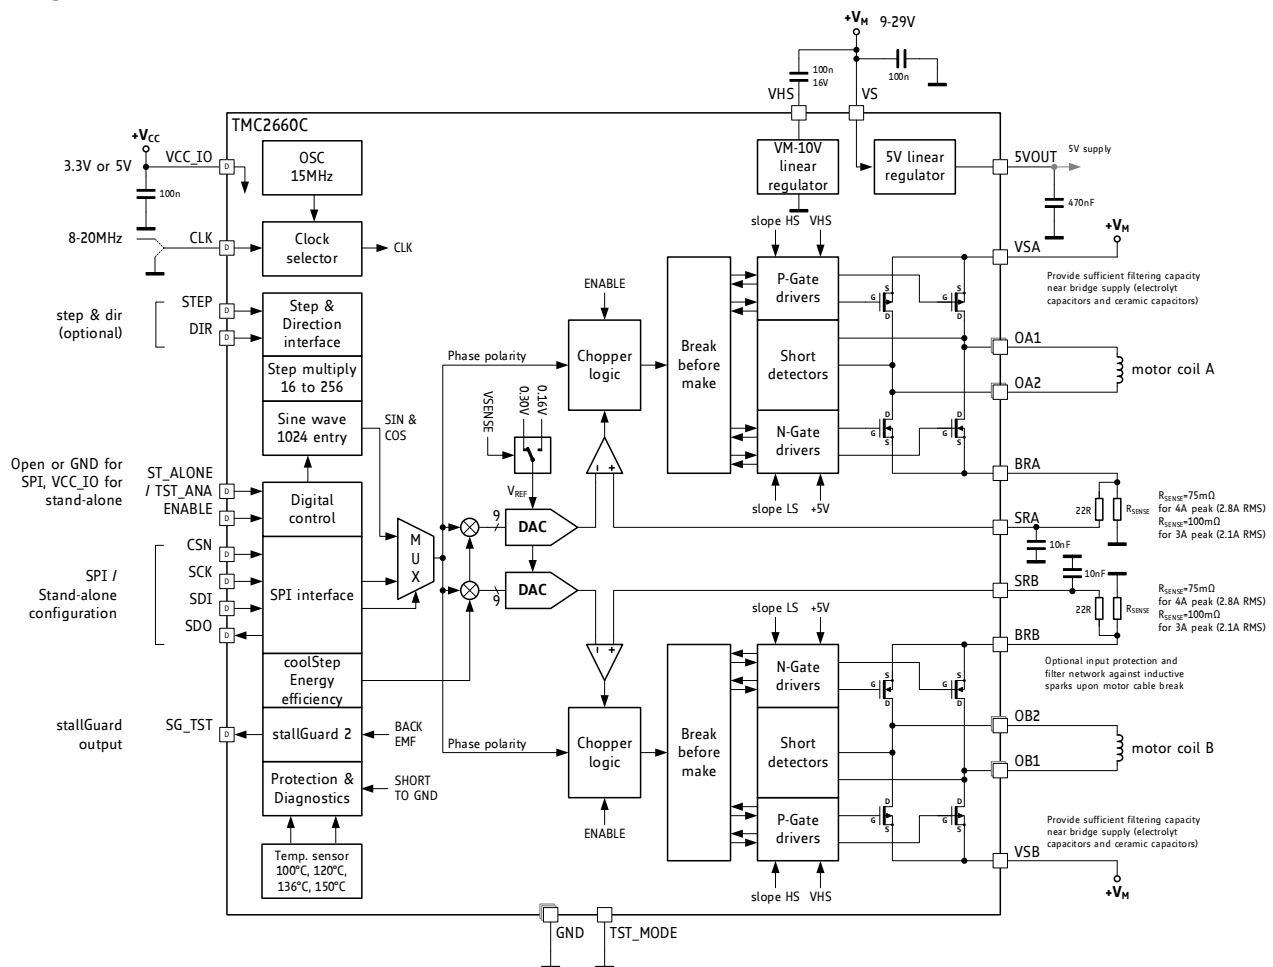 +VM 9-29V
100n
16V
100n
VHS
VS
TMC2660C
+VCC
3.3V or 5V
VCC_IO
100n
OSC
15MHz
VM-10V
linear
regulator
5V linear
regulator
5VOUT
5V supply
470nF
8-20MHz
CLK
Clock
selector
CLK
slope HS
VHS
+VM
VSA
Provide sufficient filtering capacity
near bridge supply (electrolyt
capacitors and ceramic capacitors)
step & dir
(optional)
STEP
DIR
Step &
Direction
interface
Step multiply
16 to 256
Sine wave
1024 entry
SIN &
COS
ENABLE
Chopper
logic
Phase polarity
Break
before
make
P-Gate
drivers
Short
detectors
N-Gate
drivers
S
G
D
S
G
D
D
G
S
D
G
S
OA1
OA2
motor coil A
VSENSE
0.30V
0.16V
VREF
Open or GND for
SPI, VCC_IO for
stand-alone
ST_ALONE
/ TST_ANA
ENABLE
Digital
control
BRA
slope LS
+5V
SRA
22R
RSENSE
10nF
RSENSE=75mΩ
for 4A peak (2.8A RMS)
RSENSE=100mΩ
for 3A peak (2.1A RMS)
9
DAC
M
U
X
9
DAC
SPI /
Stand-alone
configuration
CSN
SCK
SDI
SDO
SPI interface
SRB
10nF
22R
RSENSE
RSENSE=75mΩ
for 4A peak (2.8A RMS)
RSENSE=100mΩ
for 3A peak (2.1A RMS)
slope LS
+5V
BRB
Optional input protection and
filter network against inductive
sparks upon motor cable break
coolStep
Energy
efficiency
stallGuard
output
SG_TST
stallGuard 2
BACK
EMF
Phase polarity
Chopper
logic
ENABLE
Break
before
make
N-Gate
drivers
Short
detectors
P-Gate
drivers
S
G
D
S
G
D
D
G
S
D
G
S
OB2
OB1
motor coil B
Protection &
Diagnostics
SHORT
TO GND
Temp. sensor
100°C, 120°C,
136°C, 150°C
Provide sufficient filtering capacity
near bridge supply (electrolyt
capacitors and ceramic capacitors)
VSB
+VM
slope HS
VHS
GND
TST_MODE
D
D
D
D
D
D
D
D
D
D
D